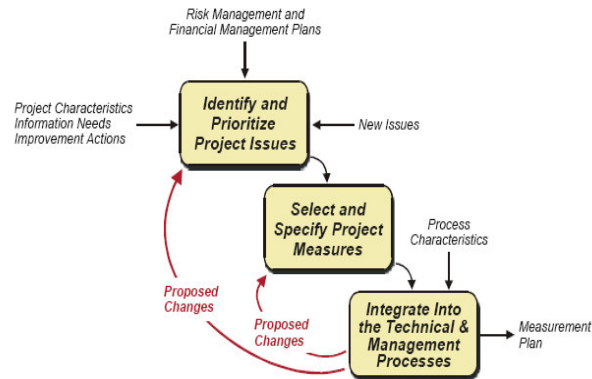 Risk Management and
Financial Management Plans
Identify and
Prioritize
Project Issues
Project Characteristics
Information Needs
Improvement Actions
New Issues
Select and
Specify Project
Measures
Process
Characteristics
Proposed
Changes
Proposed
Changes
Integrate Into
the Technical &
Management
Processes
Measurement
Plan